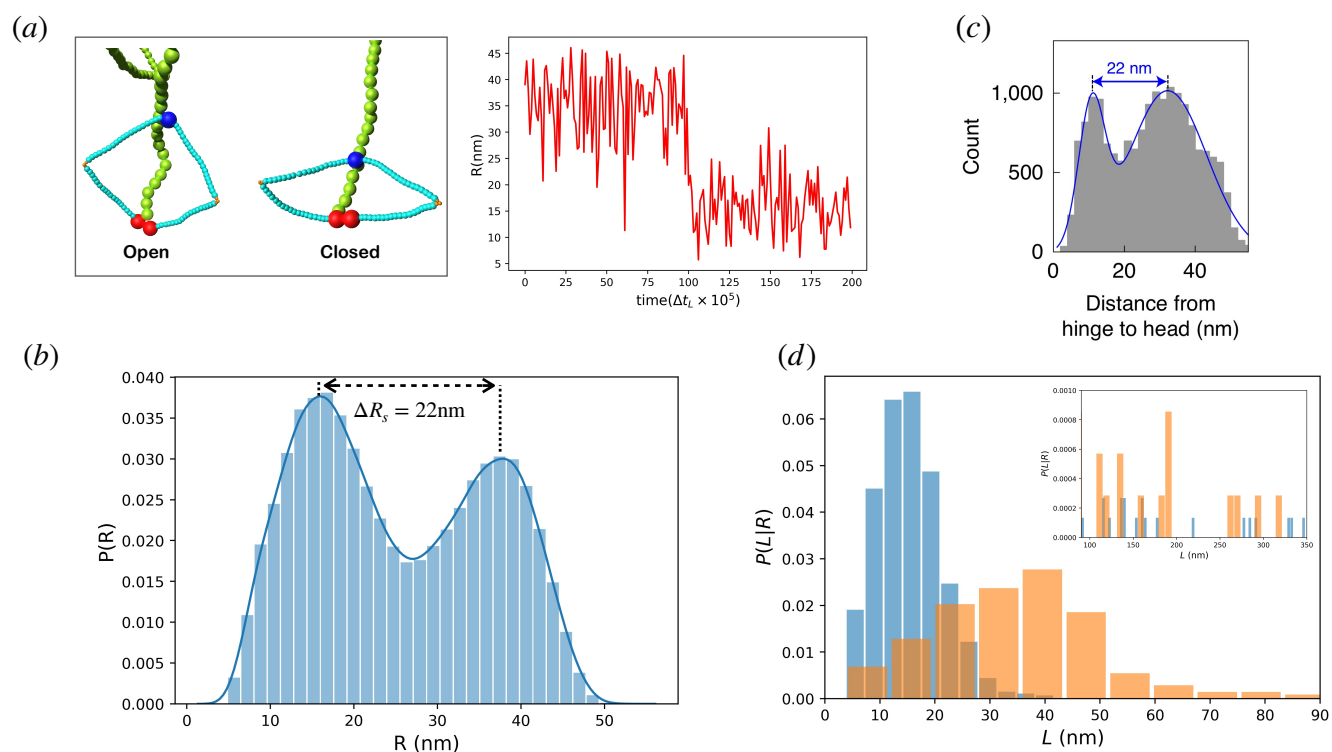 (a)
Open
Closed
45
40
35
30
25
20
15
10
5
R(nm)
0 25 50 75 100 125 150 175 200
time(Δt_L × 10⁵)
(c)
22 nm
1,000
500
0
Count
0 20 40
Distance from
hinge to head (nm)
(b)
0.040
0.035
0.030
0.025
0.020
0.015
0.010
0.005
0.000
P(R)
ΔR_s = 22nm
0 10 20 30 40 50
R (nm)
(d)
0.06
0.05
0.04
0.03
0.02
0.01
0.00
P(L|R)
0 10 20 30 40 50 60 70 80 90
L (nm)
0.0010
0.0008
0.0006
0.0004
0.0002
0.0000
P(L|R)
100 150 200 250 300 350
L (nm)